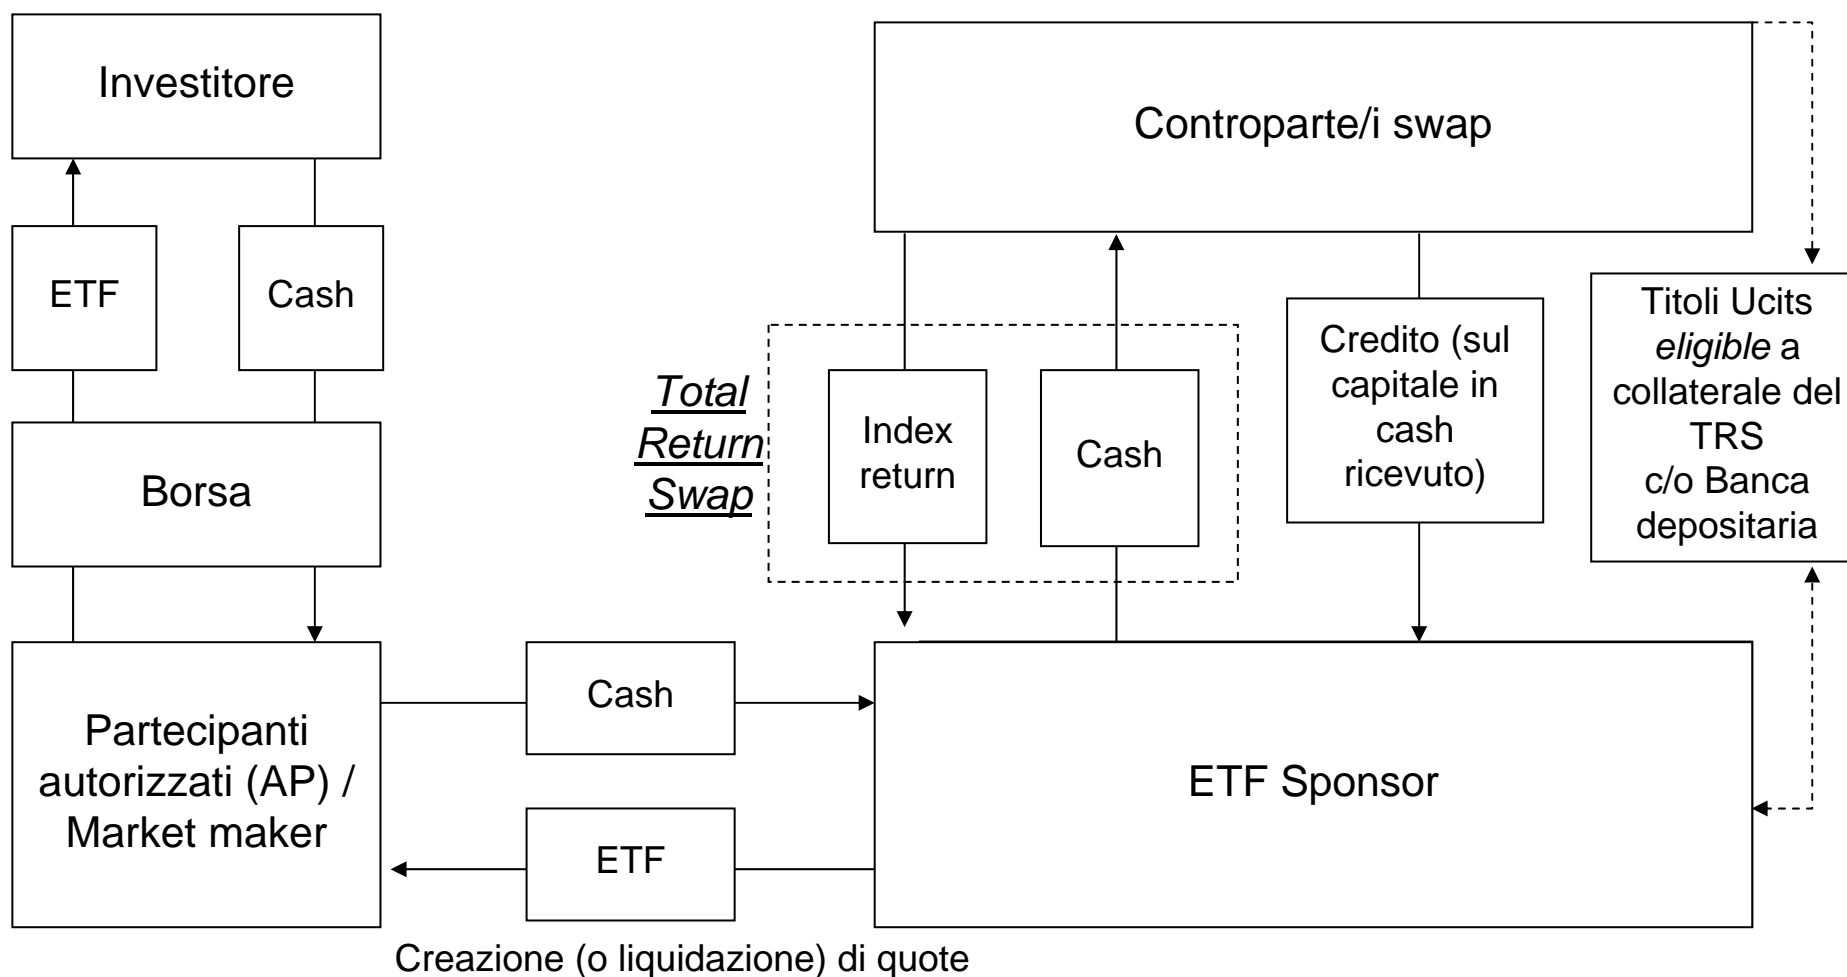 Investitore
Controparte/i swap
ETF
Cash
Titoli Ucits
eligible a
collaterale del
TRS
c/o Banca
depositaria
Credito (sul
capitale in
cash
ricevuto)
Total
Return
Swap
Index
return
Cash
Borsa
Partecipanti
autorizzati (AP) /
Market maker
Cash
ETF Sponsor
ETF
Creazione (o liquidazione) di quote